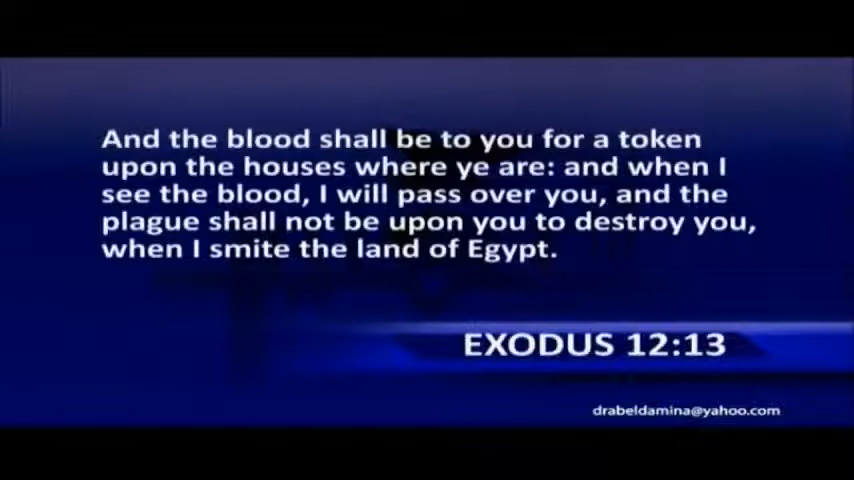 And the blood shall be to you for a token
upon the houses where ye are: and when I
see the blood, I will pass over you, and the
plague shall not be upon you to destroy you,
when I smite the land of Egypt.
EXODUS 12:13
drabeldamina@yahoo.com